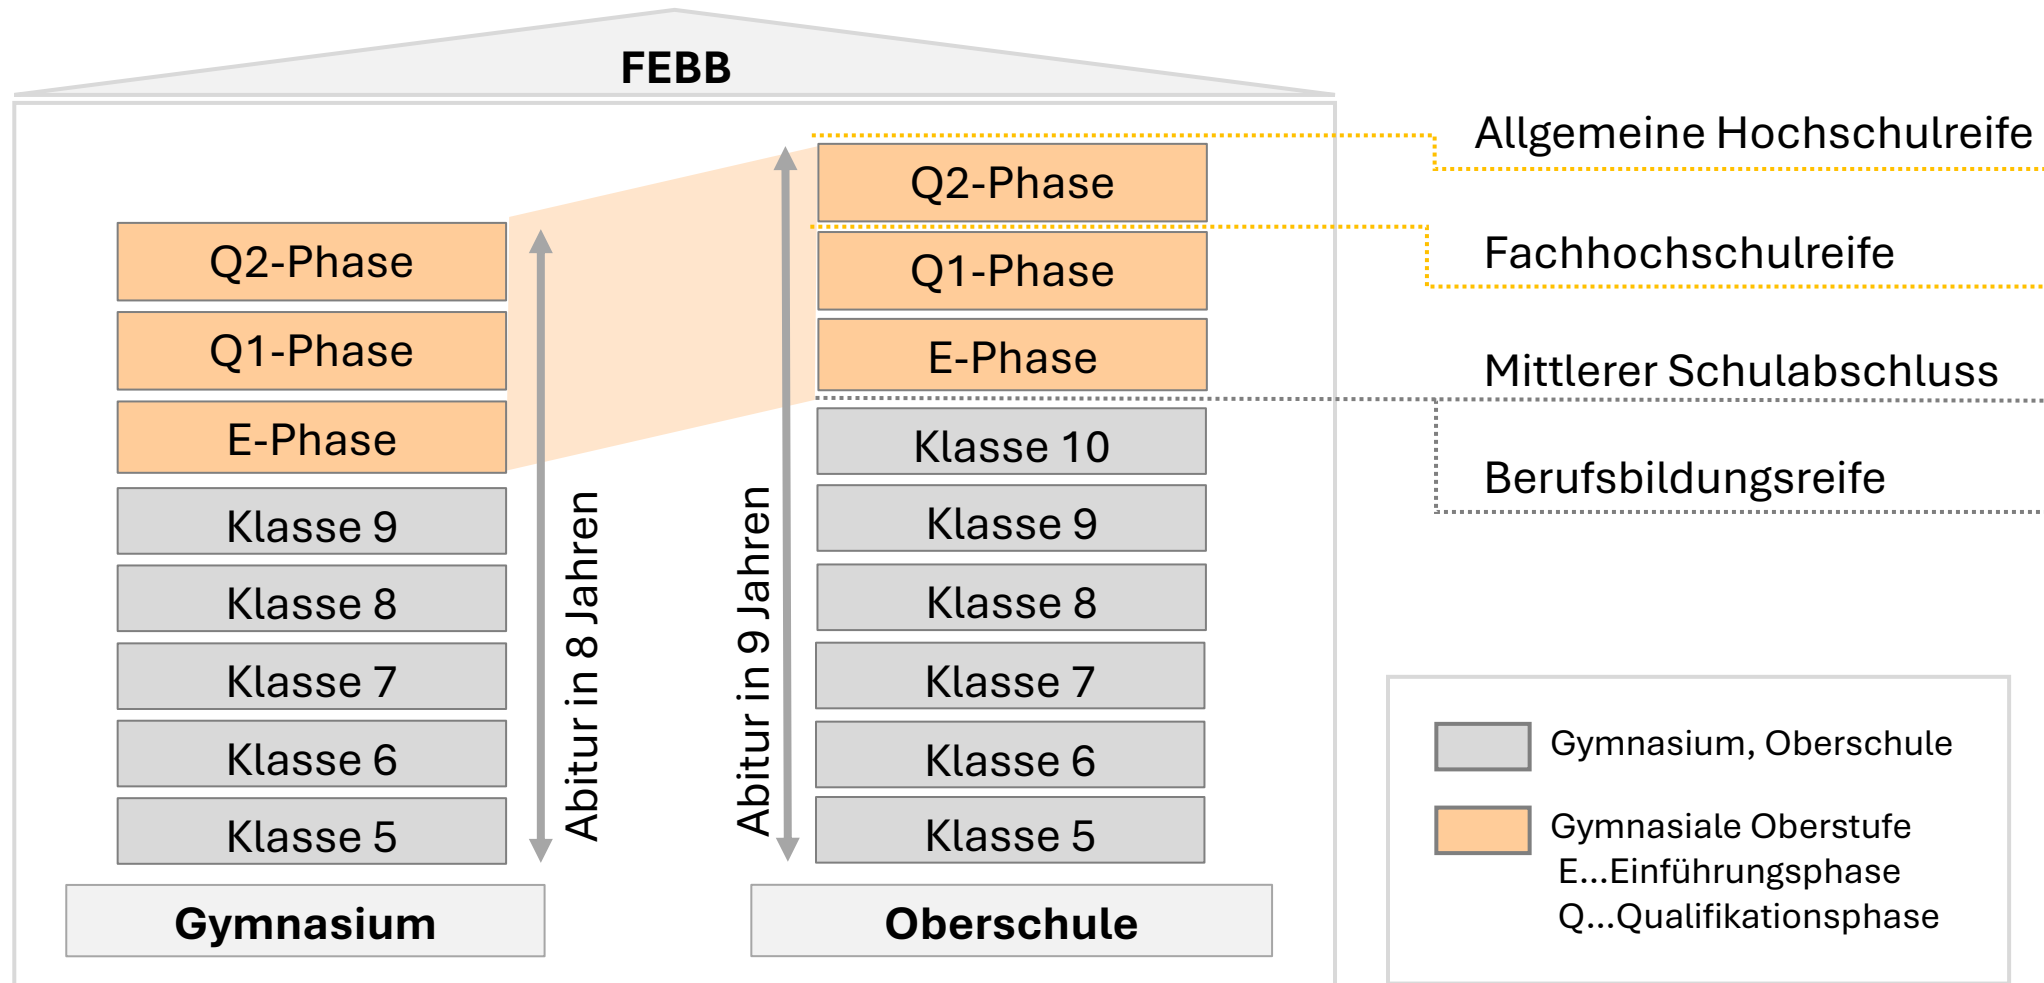 FEBB
Q2-Phase
Q1-Phase
E-Phase
Klasse 9
Klasse 8
Klasse 7
Klasse 6
Klasse 5
Gymnasium
Abitur in 8 Jahren
Abitur in 9 Jahren
Q2-Phase
Q1-Phase
E-Phase
Klasse 10
Klasse 9
Klasse 8
Klasse 7
Klasse 6
Klasse 5
Oberschule
Allgemeine Hochschulreife
Fachhochschulreife
Mittlerer Schulabschluss
Berufsbildungsreife
Gymnasium, Oberschule
Gymnasiale Oberstufe
E...Einführungsphase
Q...Qualifikationsphase